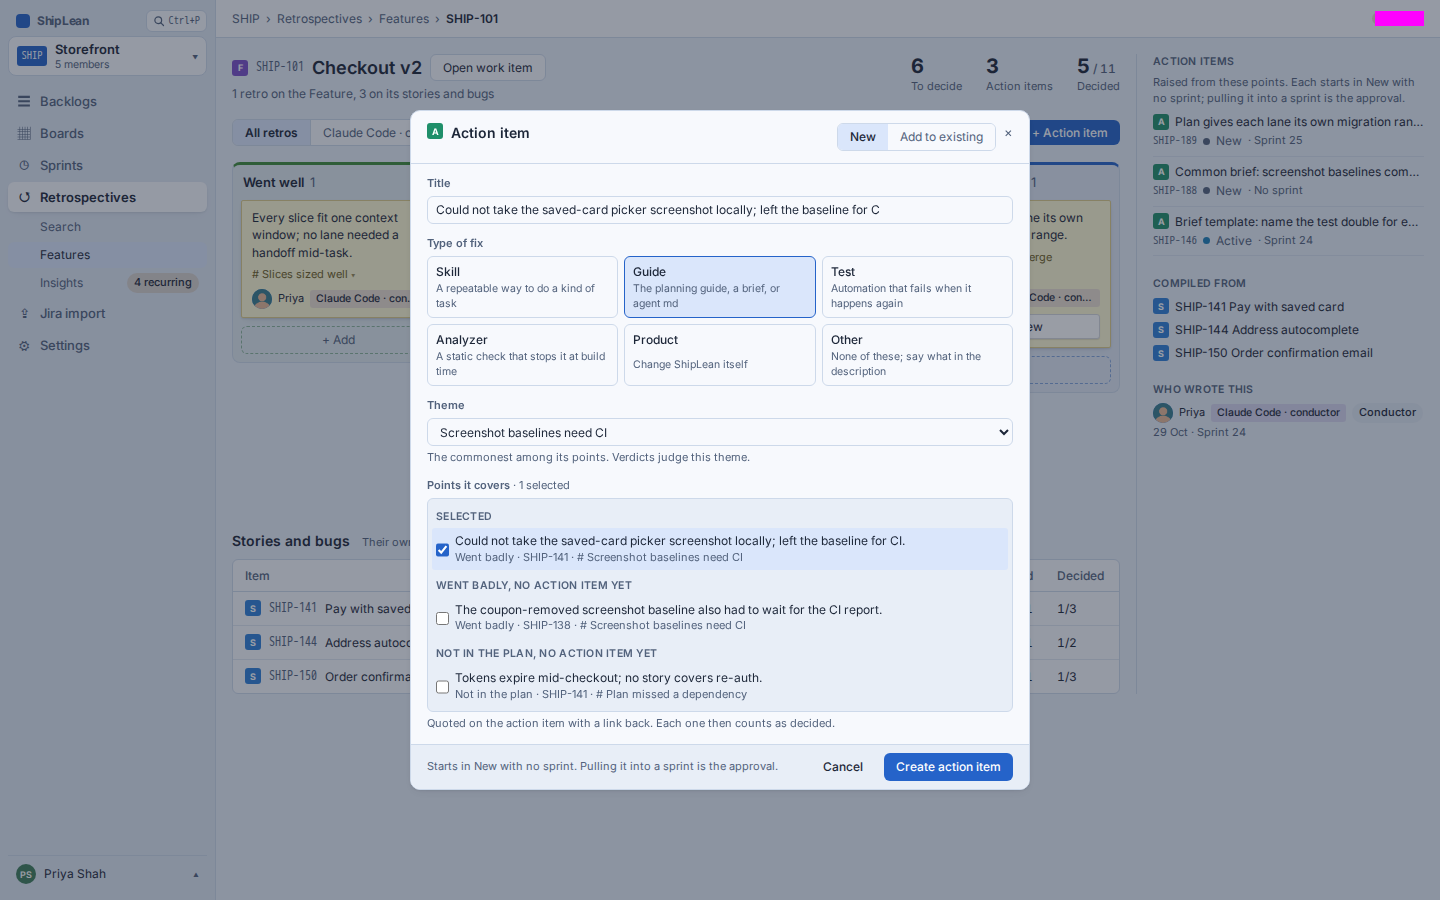 ShipLean
Ctrl+P
SHIP
Storefront
5 members
Backlogs
Boards
Sprints
Retrospectives
Search
Features
Insights
4 recurring
Jira import
Settings
PS
Priya Shah
SHIP › Retrospectives › Features › SHIP-101
F
SHIP-101
Checkout v2
Open work item
1 retro on the Feature, 3 on its stories and bugs
6
To decide
3
Action items
5 / 11
Decided
All retros
Claude Code · c
+ Action item
Went well 1
Every slice fit one context
window; no lane needed a
handoff mid-task.
# Slices sized well
Priya
Claude Code · con...
+ Add
1
ne its own
range.
erge
Code · con...
ew
Stories and bugs
Their own
Item
d
Decided
S SHIP-141 Pay with saved
1/3
S SHIP-144 Address autoco
1/2
S SHIP-150 Order confirma
1/3
A
Action item
New
Add to existing
×
Title
Could not take the saved-card picker screenshot locally; left the baseline for C
Type of fix
Skill
A repeatable way to do a kind of
task
Guide
The planning guide, a brief, or
agent md
Test
Automation that fails when it
happens again
Analyzer
A static check that stops it at build
time
Product
Change ShipLean itself
Other
None of these; say what in the
description
Theme
Screenshot baselines need CI
The commonest among its points. Verdicts judge this theme.
Points it covers · 1 selected
SELECTED
Could not take the saved-card picker screenshot locally; left the baseline for CI.
Went badly · SHIP-141 · # Screenshot baselines need CI
WENT BADLY, NO ACTION ITEM YET
The coupon-removed screenshot baseline also had to wait for the CI report.
Went badly · SHIP-138 · # Screenshot baselines need CI
NOT IN THE PLAN, NO ACTION ITEM YET
Tokens expire mid-checkout; no story covers re-auth.
Not in the plan · SHIP-141 · # Plan missed a dependency
Quoted on the action item with a link back. Each one then counts as decided.
Starts in New with no sprint. Pulling it into a sprint is the approval.
Cancel
Create action item
ACTION ITEMS
Raised from these points. Each starts in New with
no sprint; pulling it into a sprint is the approval.
A Plan gives each lane its own migration ran...
SHIP-189 New · Sprint 25
A Common brief: screenshot baselines com...
SHIP-188 New · No sprint
A Brief template: name the test double for e...
SHIP-146 Active · Sprint 24
COMPILED FROM
S SHIP-141 Pay with saved card
S SHIP-144 Address autocomplete
S SHIP-150 Order confirmation email
WHO WROTE THIS
Priya
Claude Code · conductor
Conductor
29 Oct · Sprint 24